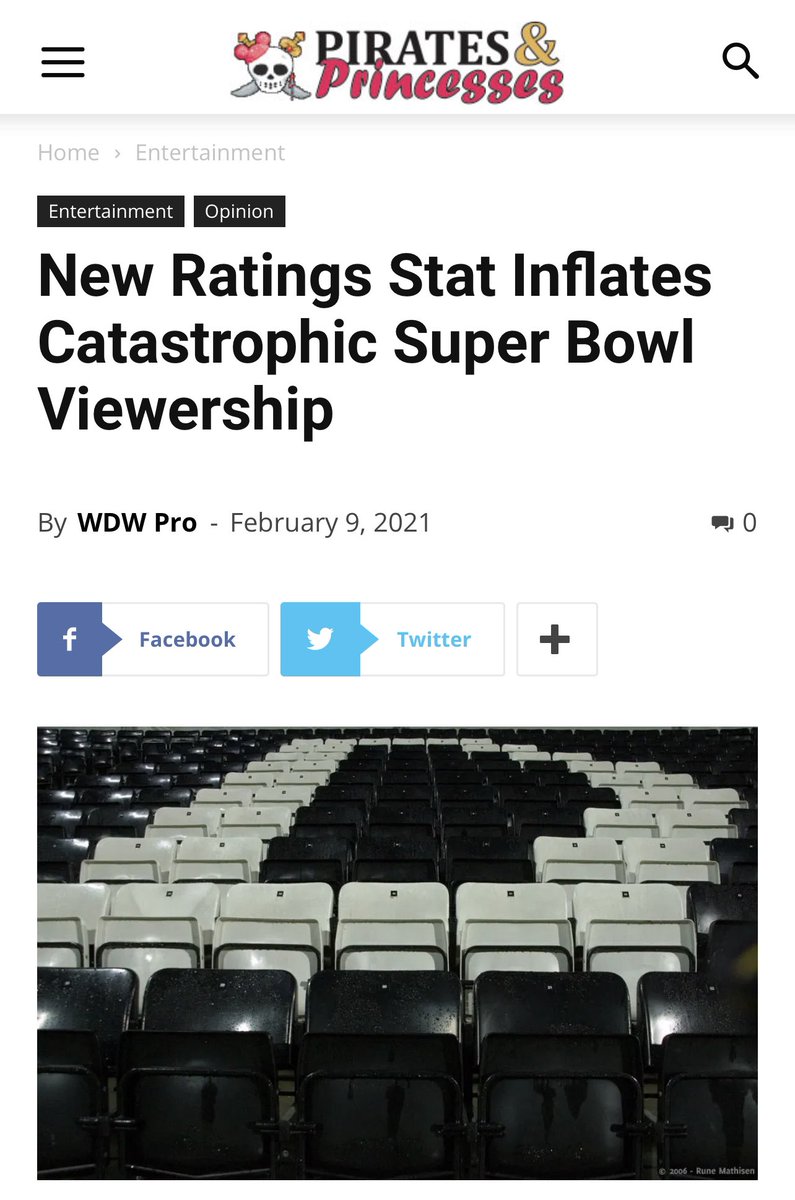 PIRATES &
Princesses
Home › Entertainment
Entertainment Opinion
New Ratings Stat Inflates
Catastrophic Super Bowl
Viewership
By WDW Pro - February 9, 2021 0
f Facebook Twitter
© 2006 - Rune Mathisen